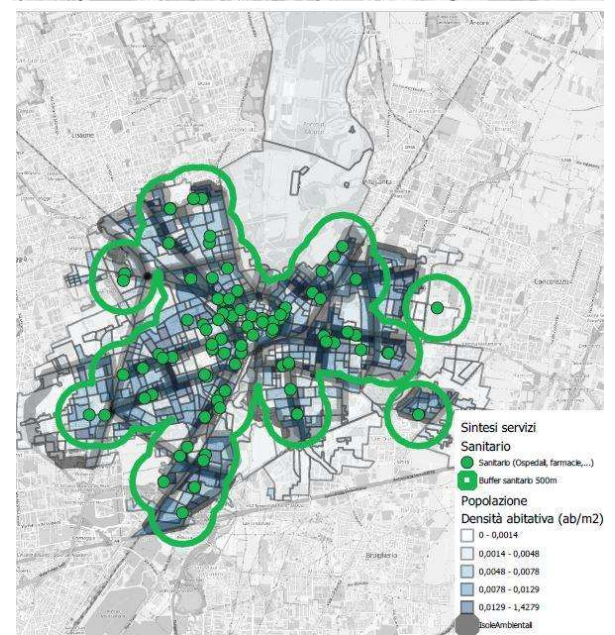 Lissone
Villasanta
Concorezzo
Brugherio
Sintesi servizi
Sanitario
Sanitario (Ospedali, farmacie,...)
Buffer sanitario 500m
Popolazione
Densità abitativa (ab/m2)
0 - 0,0014
0,0014 - 0,0048
0,0048 - 0,0078
0,0078 - 0,0129
0,0129 - 1,4279
IsoleAmbientali